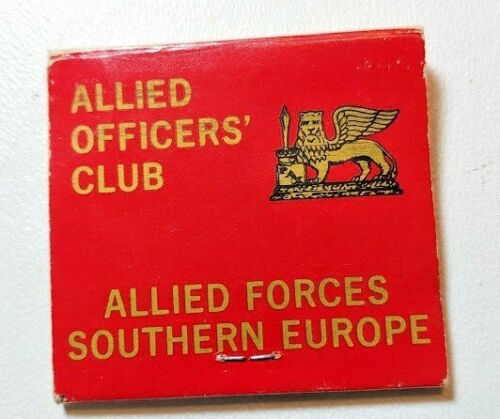 ALLIED
OFFICERS'
CLUB
ALLIED FORCES
SOUTHERN EUROPE